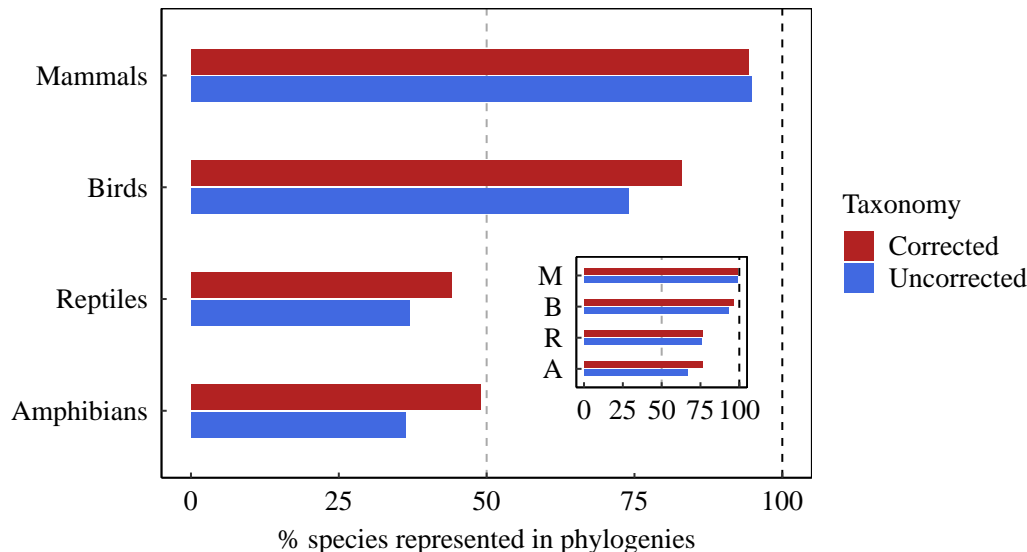 Mammals
Birds
Reptiles
Amphibians
M
B
R
A
0 25 50 75 100
0 25 50 75 100
% species represented in phylogenies
Taxonomy
Corrected
Uncorrected